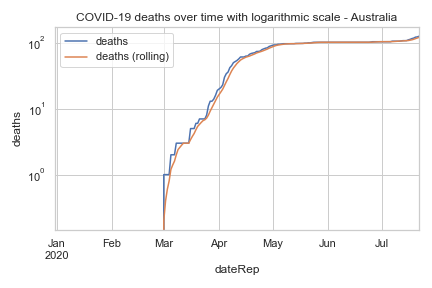 COVID-19 deaths over time with logarithmic scale - Australia
deaths
deaths (rolling)
10²
10¹
10⁰
deaths
Jan Feb Mar Apr May Jun Jul
2020
dateRep